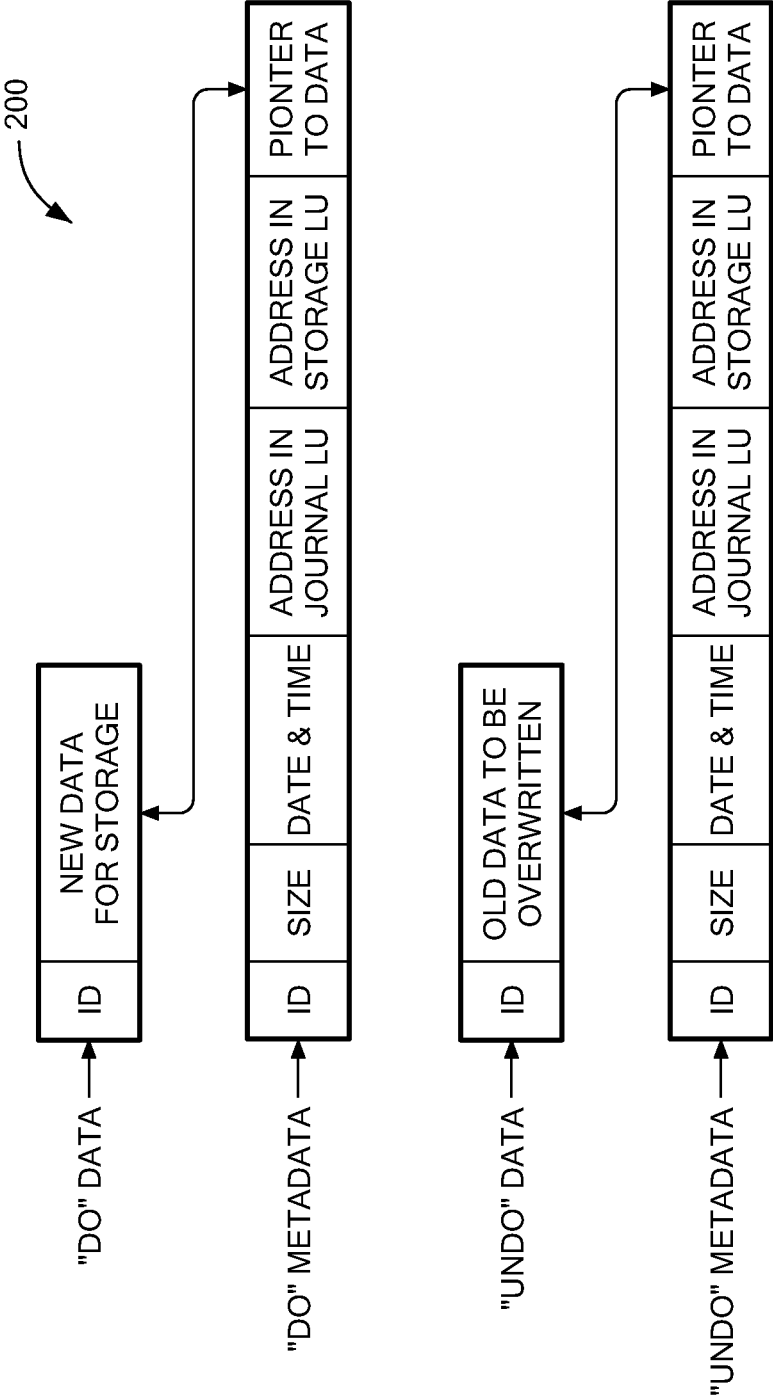 200
"DO" DATA
ID
NEW DATA
FOR STORAGE
"DO" METADATA
ID
SIZE
DATE & TIME
ADDRESS IN
JOURNAL LU
ADDRESS IN
STORAGE LU
PIONTER
TO DATA
"UNDO" DATA
ID
OLD DATA TO BE
OVERWRITTEN
"UNDO" METADATA
ID
SIZE
DATE & TIME
ADDRESS IN
JOURNAL LU
ADDRESS IN
STORAGE LU
PIONTER
TO DATA